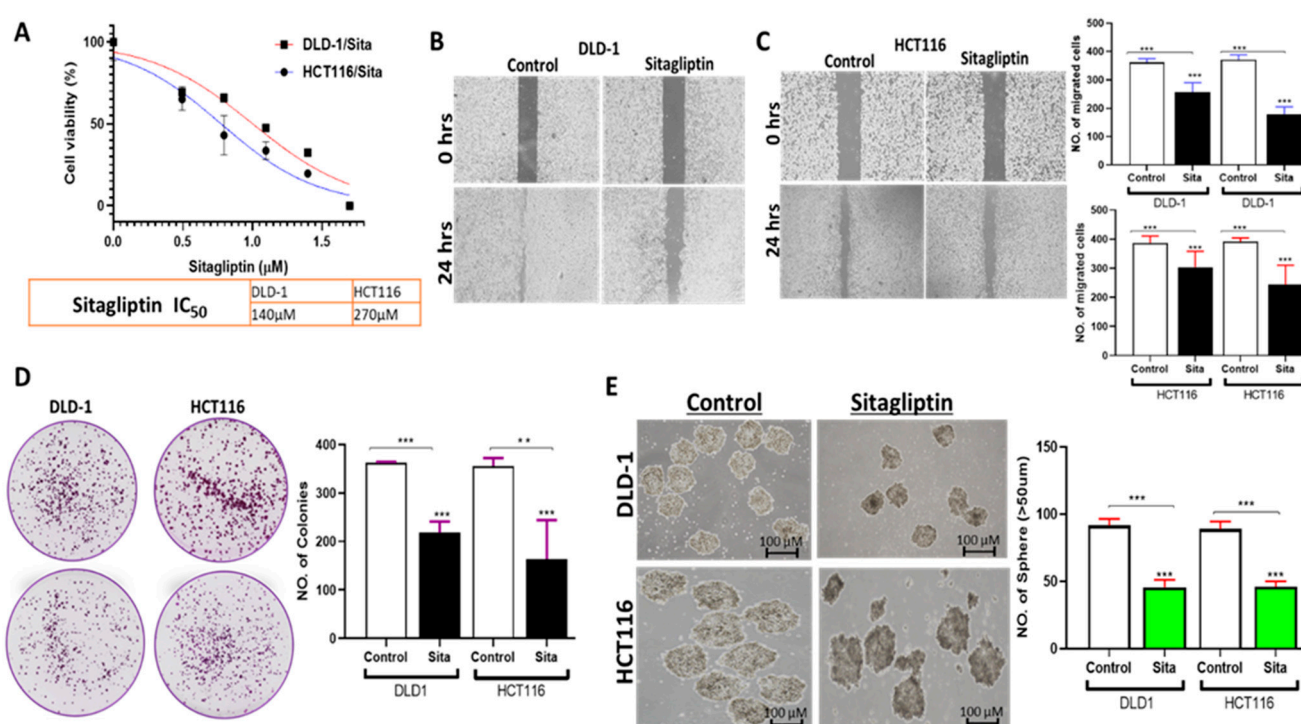 A
Cell viability (%)
100
50
0
DLD-1/Sita
HCT116/Sita
0.0 0.5 1.0 1.5
Sitagliptin (μM)
Sitagliptin IC50
DLD-1 HCT116
140μM 270μM
B
DLD-1
Control Sitagliptin
0 hrs
24 hrs
C
HCT116
Control Sitagliptin
0 hrs
24 hrs
NO. of migrated cells
500
400
300
200
100
0
*** ***
*** ***
Control Sita Control Sita
DLD-1 DLD-1
NO. of migrated cells
500
400
300
200
100
0
*** ***
*** ***
Control Sita Control Sita
HCT116 HCT116
D
DLD-1 HCT116
NO. of Colonies
400
300
200
100
0
*** **
*** ***
Control Sita Control Sita
DLD1 HCT116
E
Control Sitagliptin
DLD-1
100 μM 100 μM
HCT116
100 μM 100 μM
NO. of Sphere (>50um)
150
100
50
0
*** ***
*** ***
Control Sita Control Sita
DLD1 HCT116